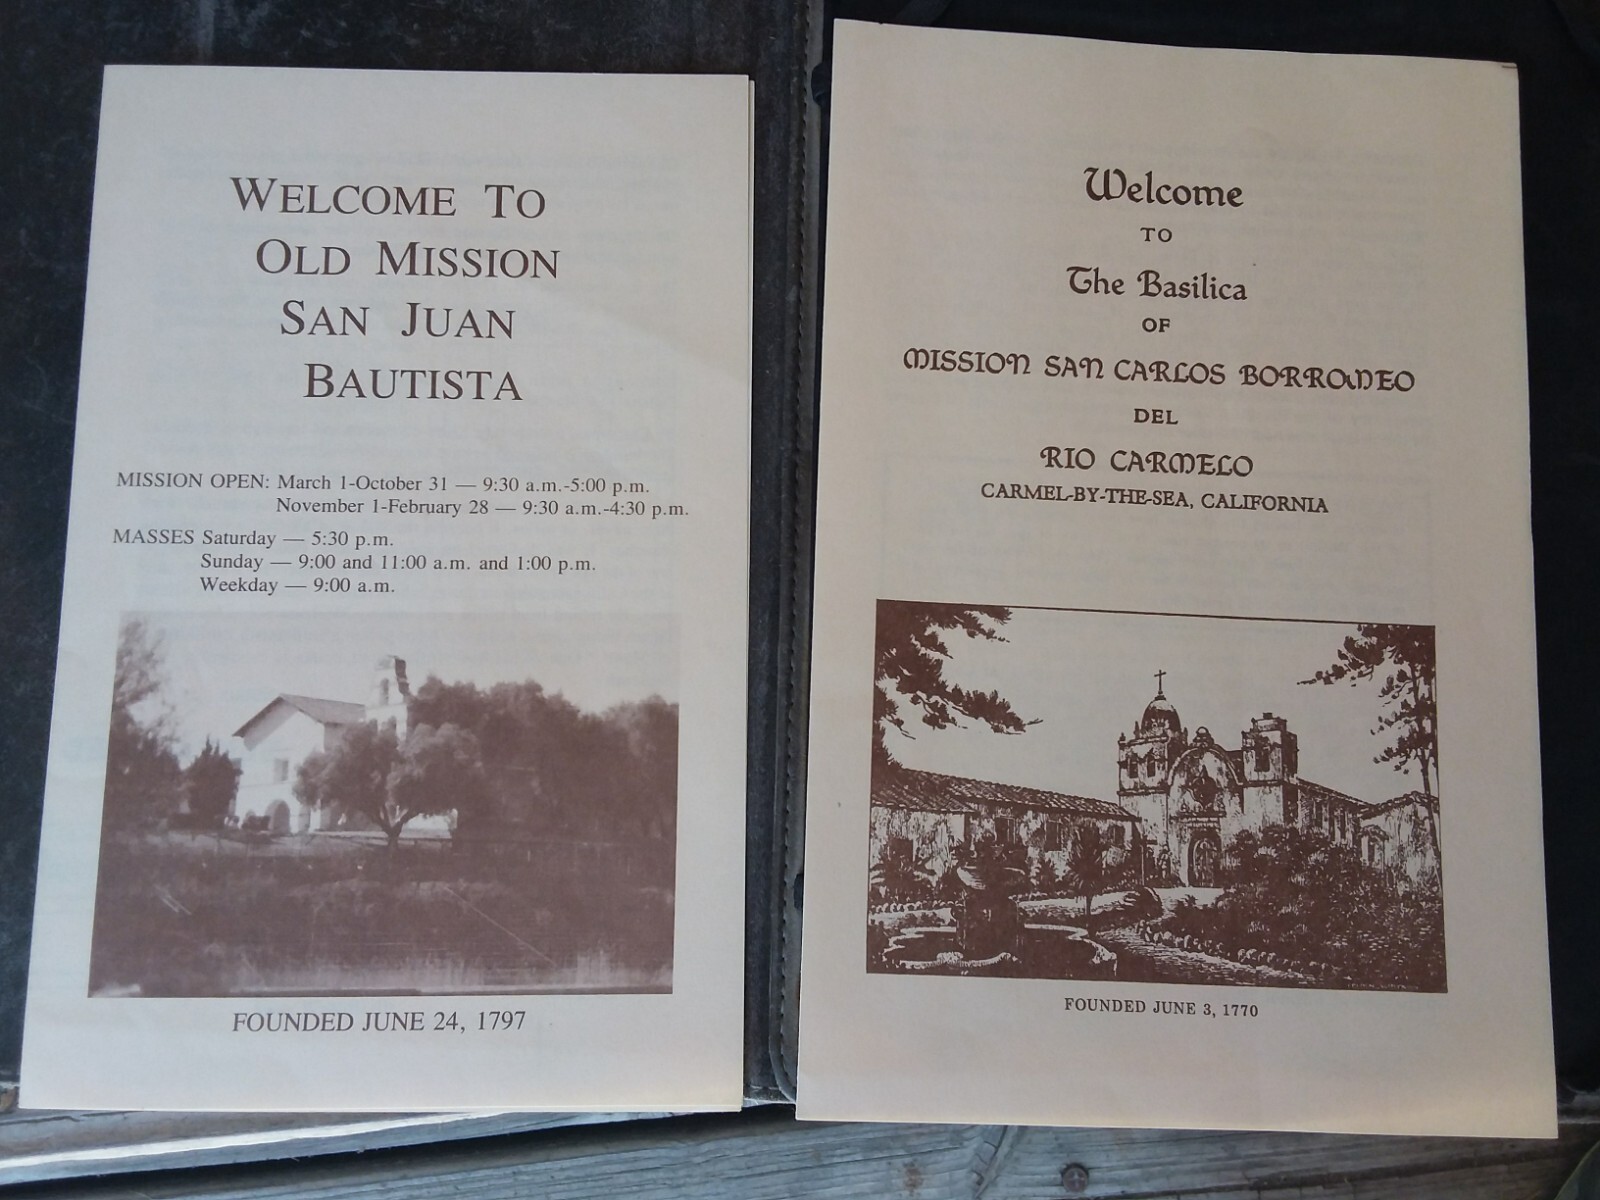 WELCOME TO
OLD MISSION
SAN JUAN
BAUTISTA
MISSION OPEN: March 1-October 31 — 9:30 a.m.-5:00 p.m.
November 1-February 28 — 9:30 a.m.-4:30 p.m.
MASSES Saturday — 5:30 p.m.
Sunday — 9:00 and 11:00 a.m. and 1:00 p.m.
Weekday — 9:00 a.m.
FOUNDED JUNE 24, 1797
Welcome
TO
The Basilica
OF
MISSION SAN CARLOS BORROMEO
DEL
RIO CARMELO
CARMEL-BY-THE-SEA, CALIFORNIA
FOUNDED JUNE 3, 1770